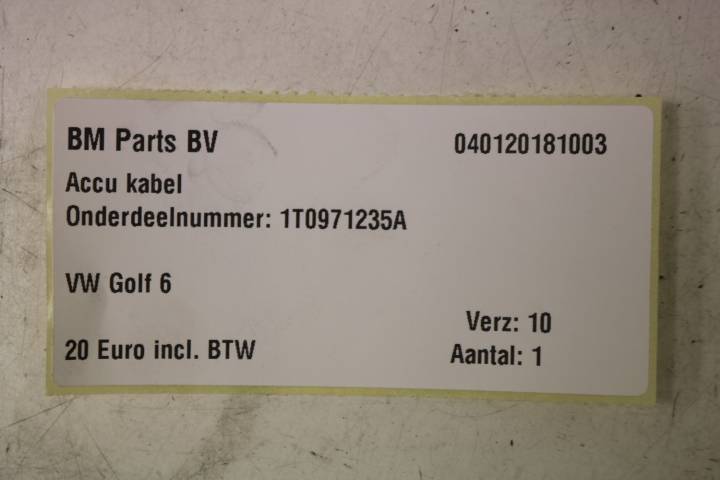 BM Parts BV 040120181003
Accu kabel
Onderdeelnummer: 1T0971235A
VW Golf 6
Verz: 10
20 Euro incl. BTW Aantal: 1